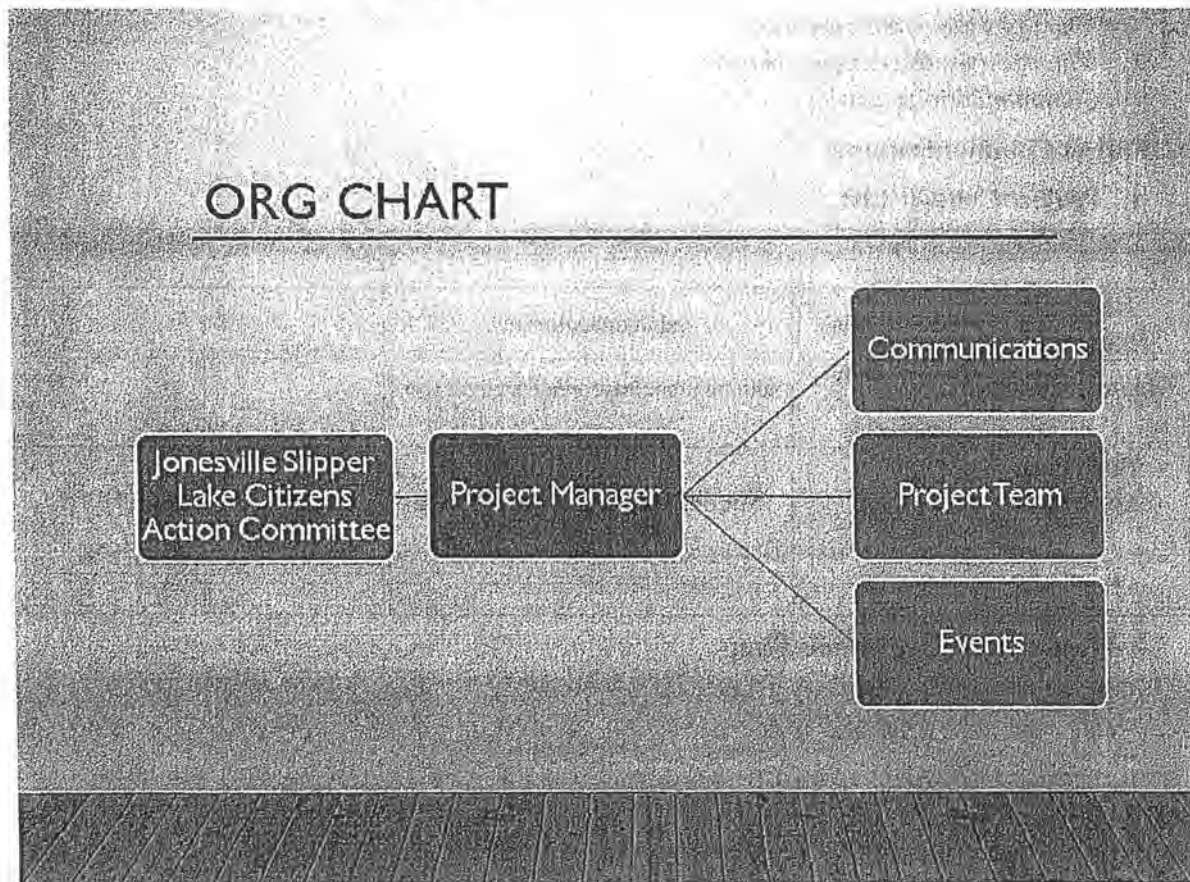 ORG CHART
Jonesville Slipper
Lake Citizens
Action Committee
Project Manager
Communications
Project Team
Events